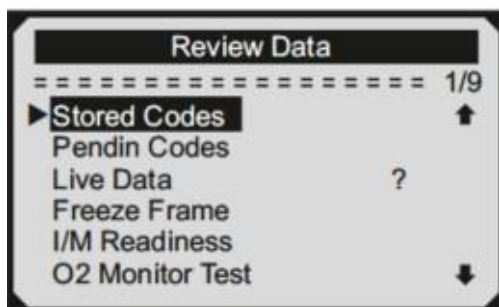 Review Data
= = = = = = = = = = = = = = = = = = 1/9
Stored Codes
Pendin Codes
Live Data ?
Freeze Frame
I/M Readiness
O2 Monitor Test